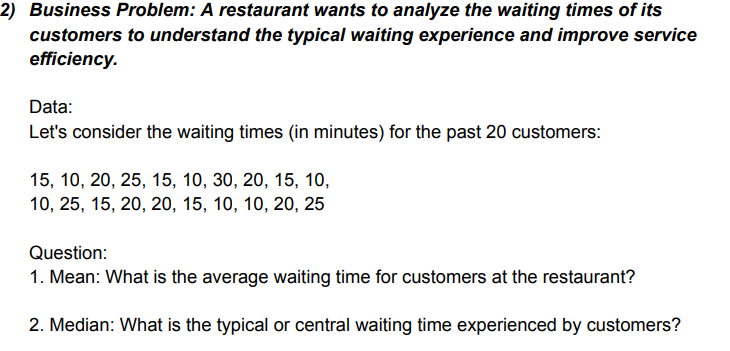 2) Business Problem: A restaurant wants to analyze the waiting times of its
customers to understand the typical waiting experience and improve service
efficiency.
Data:
Let's consider the waiting times (in minutes) for the past 20 customers:
15, 10, 20, 25, 15, 10, 30, 20, 15, 10,
10, 25, 15, 20, 20, 15, 10, 10, 20, 25
Question:
1. Mean: What is the average waiting time for customers at the restaurant?
2. Median: What is the typical or central waiting time experienced by customers?